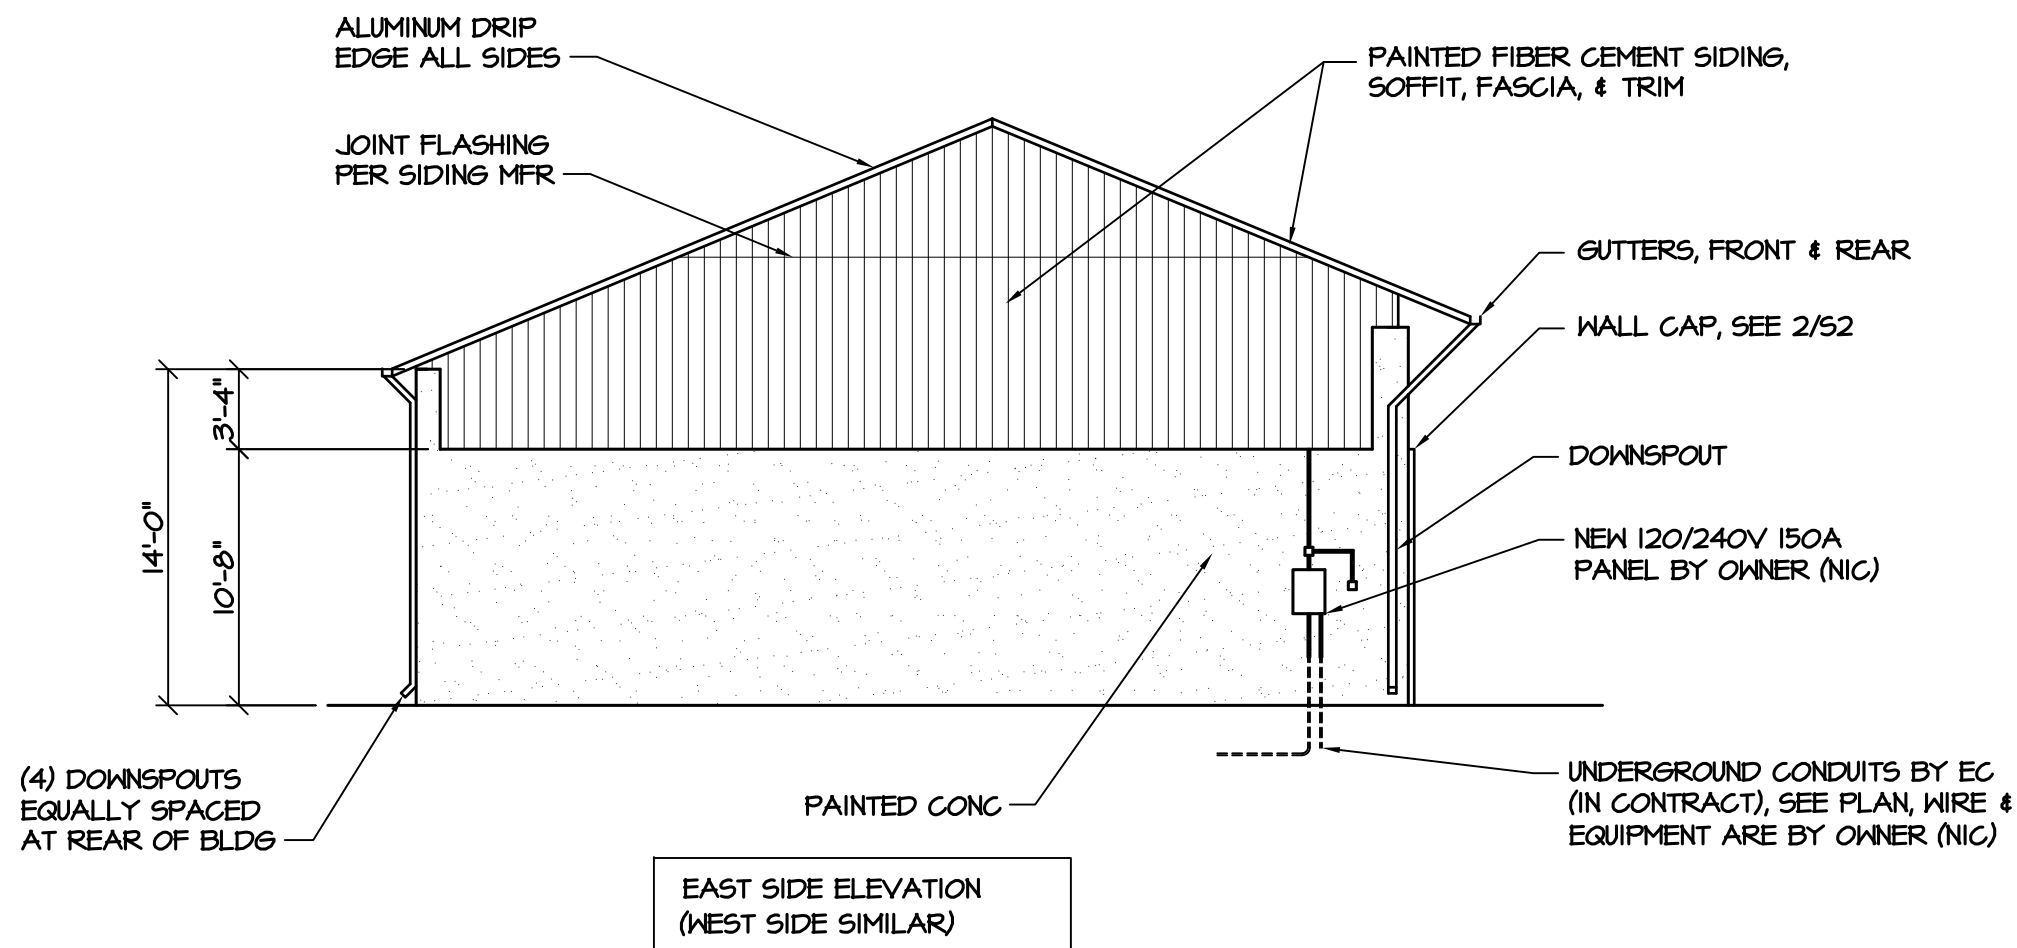 ALUMINUM DRIP
EDGE ALL SIDES
PAINTED FIBER CEMENT SIDING,
SOFFIT, FASCIA, & TRIM
JOINT FLASHING
PER SIDING MFR
GUTTERS, FRONT & REAR
WALL CAP, SEE 2/S2
3'-4"
DOWNSPOUT
14'-0"
10'-8"
NEW 120/240V 150A
PANEL BY OWNER (NIC)
(4) DOWNSPOUTS
EQUALLY SPACED
AT REAR OF BLDG
PAINTED CONC
UNDERGROUND CONDUITS BY EC
(IN CONTRACT), SEE PLAN, WIRE &
EQUIPMENT ARE BY OWNER (NIC)
EAST SIDE ELEVATION
(WEST SIDE SIMILAR)